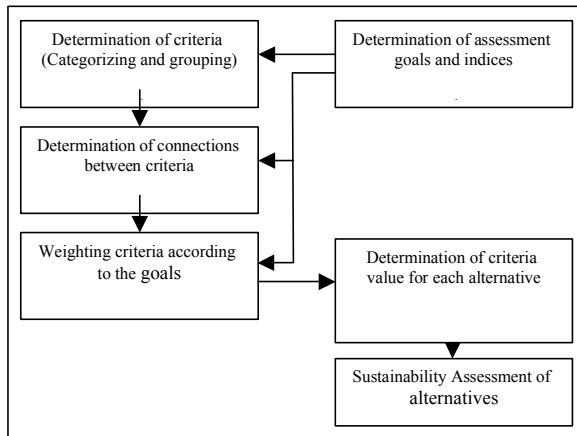 Determination of criteria
(Categorizing and grouping)
Determination of assessment
goals and indices
Determination of connections
between criteria
Weighting criteria according
to the goals
Determination of criteria
value for each alternative
Sustainability Assessment of
alternatives